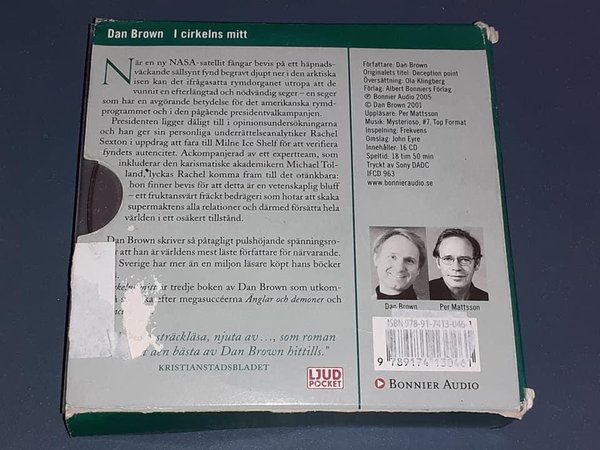 Dan Brown I cirkelns mitt
När en ny NASA-satellit fångar bevis på ett häpnads-
väckande sällsynt fynd begravt djupt ner i den arktiska
isen kan det ifrågasatta rymdorganet utropa att de
vunnit en efterlängtad och nödvändig seger – en seger
som har en avgörande betydelse för det amerikanska rymd-
programmet och i den pågående presidentvalkampanjen.
Presidenten ligger dåligt till i opinionsundersökningarna
och han ger sin personliga underrättelseanalytiker Rachel
Sexton i uppdrag att fara till Milne Ice Shelf för att verifiera
fyndets autencitet. Ackompanjerad av ett expertteam, som
inkluderar den karismatiske akademikern Michael Tol-
land, lyckas Rachel komma fram till det otänkbara:
hon finner bevis för att detta är en vetenskaplig bluff
– ett fruktansvärt fräckt bedrägeri som hotar att skaka
supermaktens alla relationer och därmed försätta hela
världen i ett osäkert tillstånd.
Dan Brown skriver så påtagligt pulshöjande spänningsro-
att han är världens mest läste författare för närvarande.
Sverige har mer än en miljon läsare köpt hans böcker
cirkelns mitt är tredje boken av Dan Brown som utkom-
efter megasuccéerna Änglar och demoner och
sträckläsa, njuta av..., som roman
den bästa av Dan Brown hittills."
KRISTIANSTADSBLADET
LJUD
POCKET
Författare: Dan Brown
Originalets titel: Deception point
Översättning: Ola Klingberg
Förlag: Albert Bonniers Förlag
℗ Bonnier Audio 2005
© Dan Brown 2001
Uppläsare: Per Mattsson
Musik: Mysterioso, #7, Top Format
Inspelning: Frekvens
Omslag: John Eyre
Innehåller: 16 CD
Speltid: 18 tim 50 min
Tryckt av Sony DADC
IFCD 963
www.bonnieraudio.se
Dan Brown Per Mattsson
ISBN 978-91-7413-046-1
9 789174 130461
BONNIER AUDIO